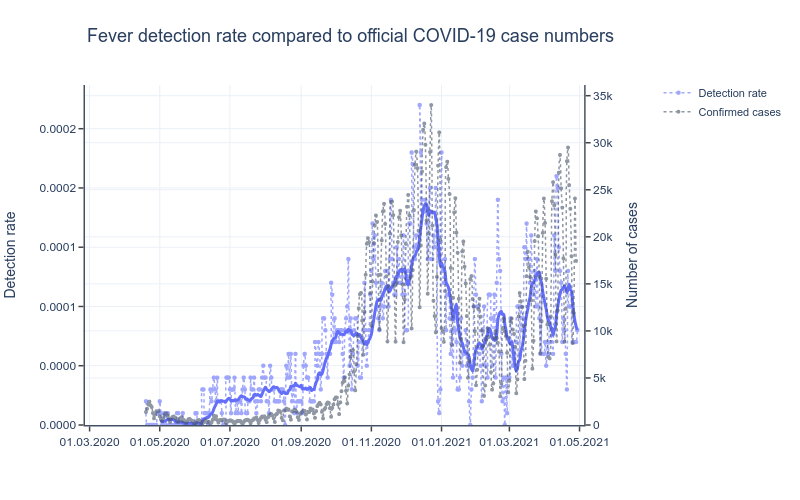 Fever detection rate compared to official COVID-19 case numbers
Detection rate
Confirmed cases
0.0002
0.0002
0.0001
0.0001
0.0000
0.0000
Detection rate
35k
30k
25k
20k
15k
10k
5k
0
Number of cases
01.03.2020
01.05.2020
01.07.2020
01.09.2020
01.11.2020
01.01.2021
01.03.2021
01.05.2021